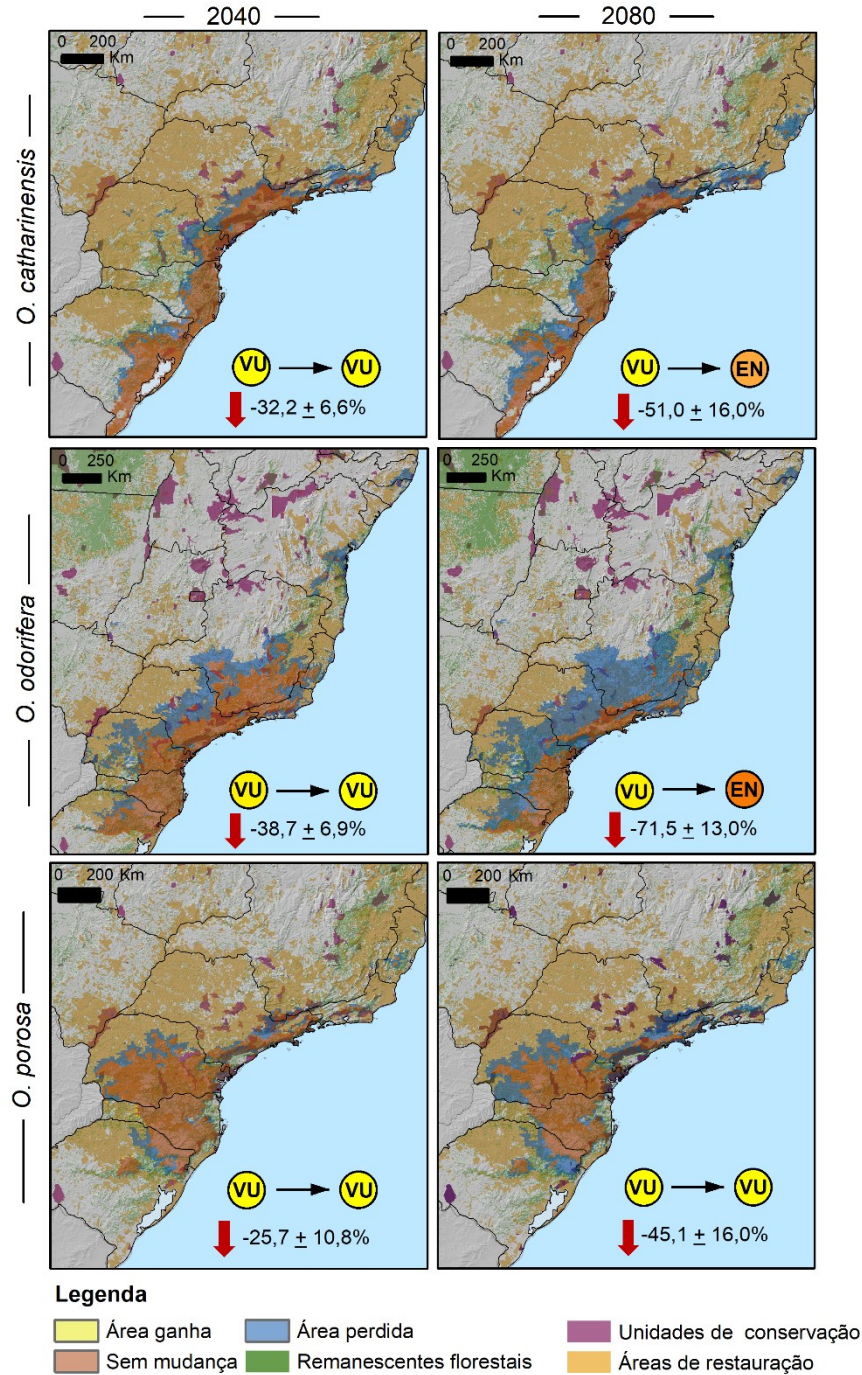 2040
2080
O. catharinensis
0 200
Km
VU VU
-32,2 ± 6,6%
0 200
Km
VU EN
-51,0 ± 16,0%
O. odorifera
0 250
Km
VU VU
-38,7 ± 6,9%
0 250
Km
VU EN
-71,5 ± 13,0%
O. porosa
0 200 Km
VU VU
-25,7 ± 10,8%
0 200 Km
VU VU
-45,1 ± 16,0%
Legenda
Área ganha Área perdida Unidades de conservação
Sem mudança Remanescentes florestais Áreas de restauração